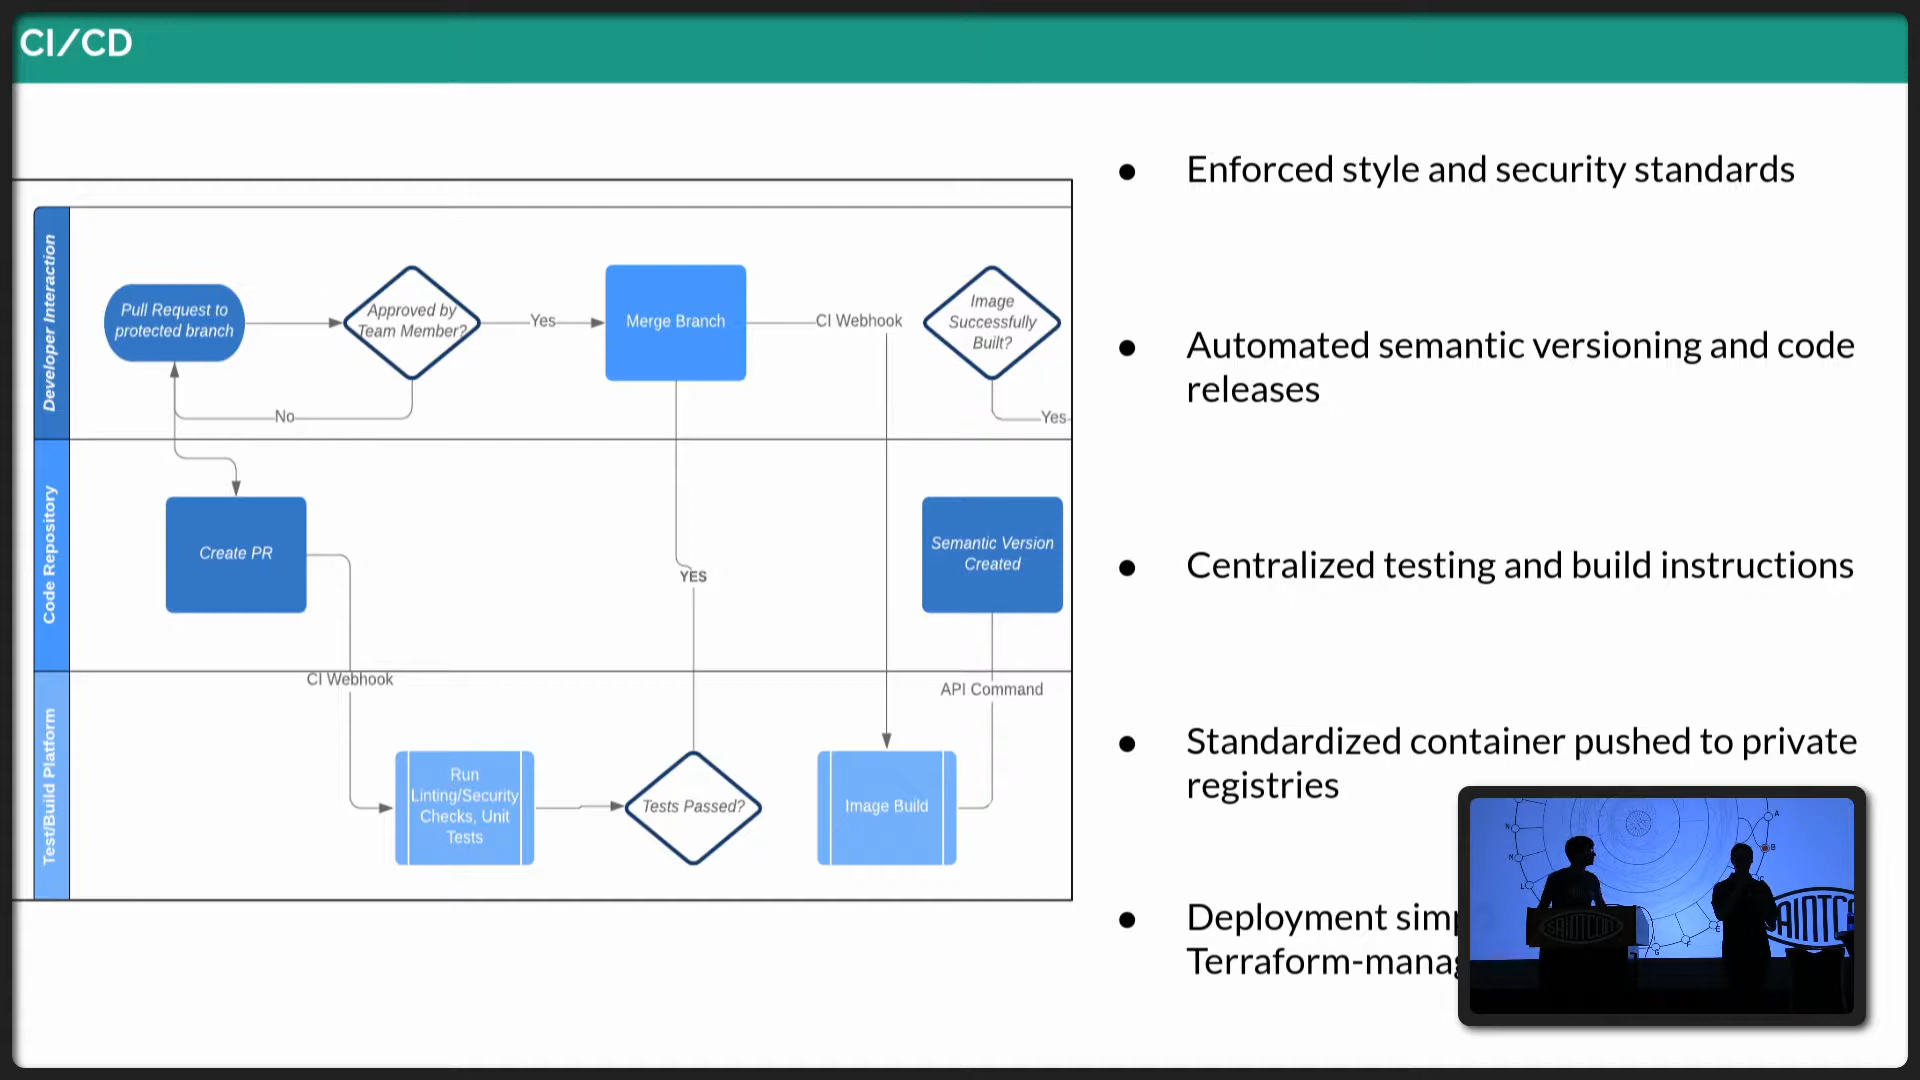 CI/CD
Developer Interaction
Pull Request to
protected branch
Approved by
Team Member?
Yes
Merge Branch
CI Webhook
Image
Successfully
Built?
No
Yes
Code Repository
Create PR
YES
Semantic Version
Created
Test/Build Platform
CI Webhook
API Command
Run
Linting/Security
Checks, Unit
Tests
Tests Passed?
Image Build
● Enforced style and security standards
● Automated semantic versioning and code
releases
● Centralized testing and build instructions
● Standardized container pushed to private
registries
● Deployment
SAINTCON